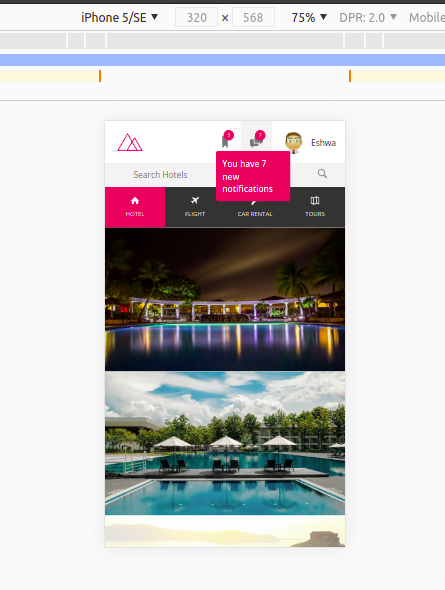 iPhone 5/SE ▼ 320 × 568 75% ▼ DPR: 2.0 ▼ Mobile
3 7 Eshwa
You have 7
new
notifications
Search Hotels
HOTEL FLIGHT CAR RENTAL TOURS